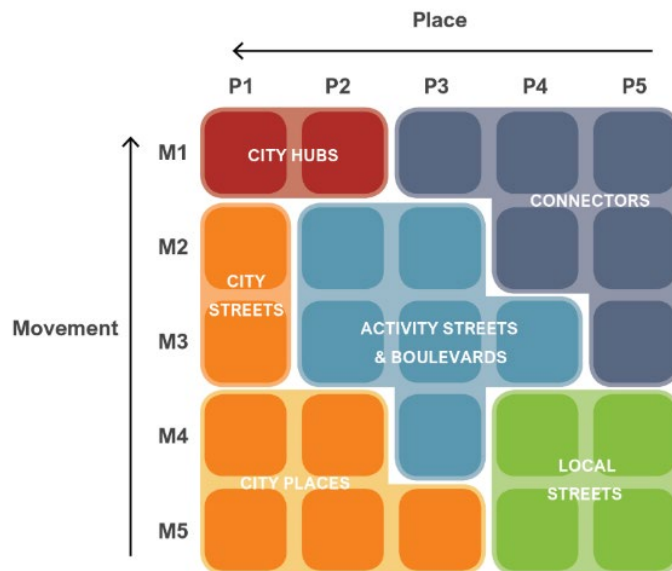 Place
P1 P2 P3 P4 P5
M1
CITY HUBS
CONNECTORS
M2
CITY
STREETS
Movement
M3
ACTIVITY STREETS
& BOULEVARDS
M4
CITY PLACES
LOCAL
STREETS
M5